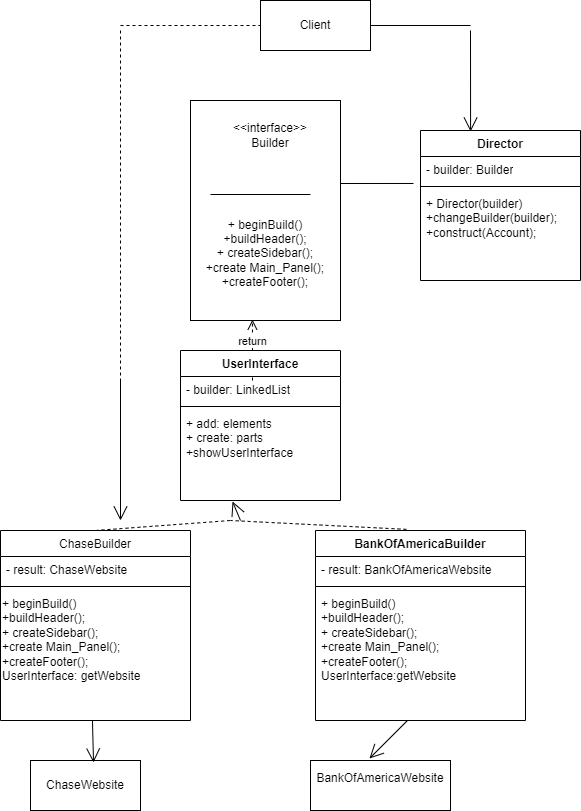 Client
<<interface>>
Builder
+ beginBuild()
+buildHeader();
+ createSidebar();
+create Main_Panel();
+createFooter();
Director
- builder: Builder
+ Director(builder)
+changeBuilder(builder);
+construct(Account);
return
UserInterface
- builder: LinkedList
+ add: elements
+ create: parts
+showUserInterface
ChaseBuilder
- result: ChaseWebsite
+ beginBuild()
+buildHeader();
+ createSidebar();
+create Main_Panel();
+createFooter();
UserInterface: getWebsite
BankOfAmericaBuilder
- result: BankOfAmericaWebsite
+ beginBuild()
+buildHeader();
+ createSidebar();
+create Main_Panel();
+createFooter();
UserInterface:getWebsite
ChaseWebsite
BankOfAmericaWebsite